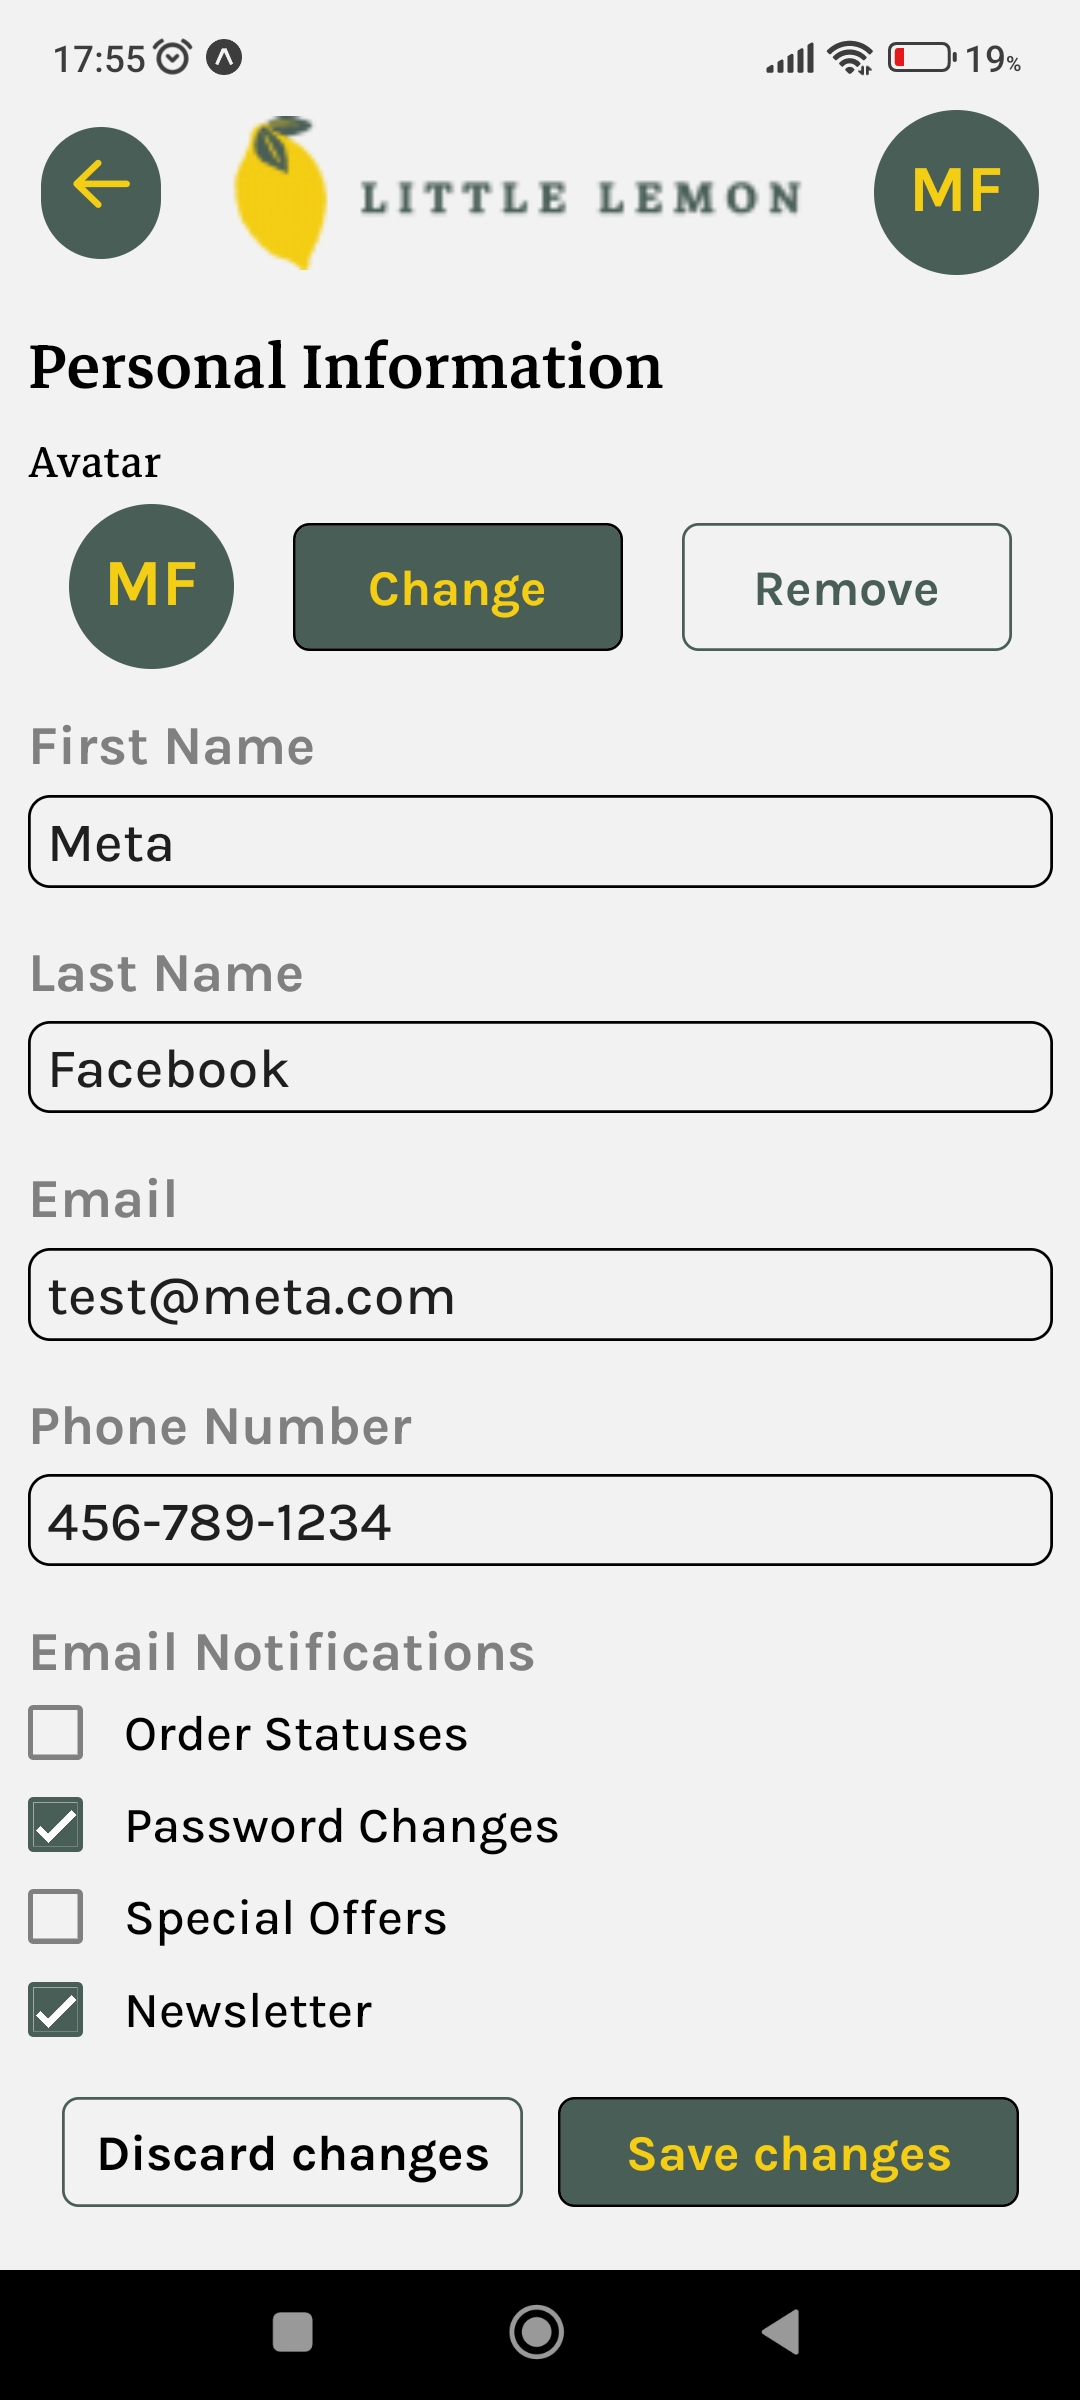 17:55 19%
LITTLE LEMON MF
Personal Information
Avatar
MF Change Remove
First Name
Meta
Last Name
Facebook
Email
test@meta.com
Phone Number
456-789-1234
Email Notifications
Order Statuses
Password Changes
Special Offers
Newsletter
Discard changes Save changes